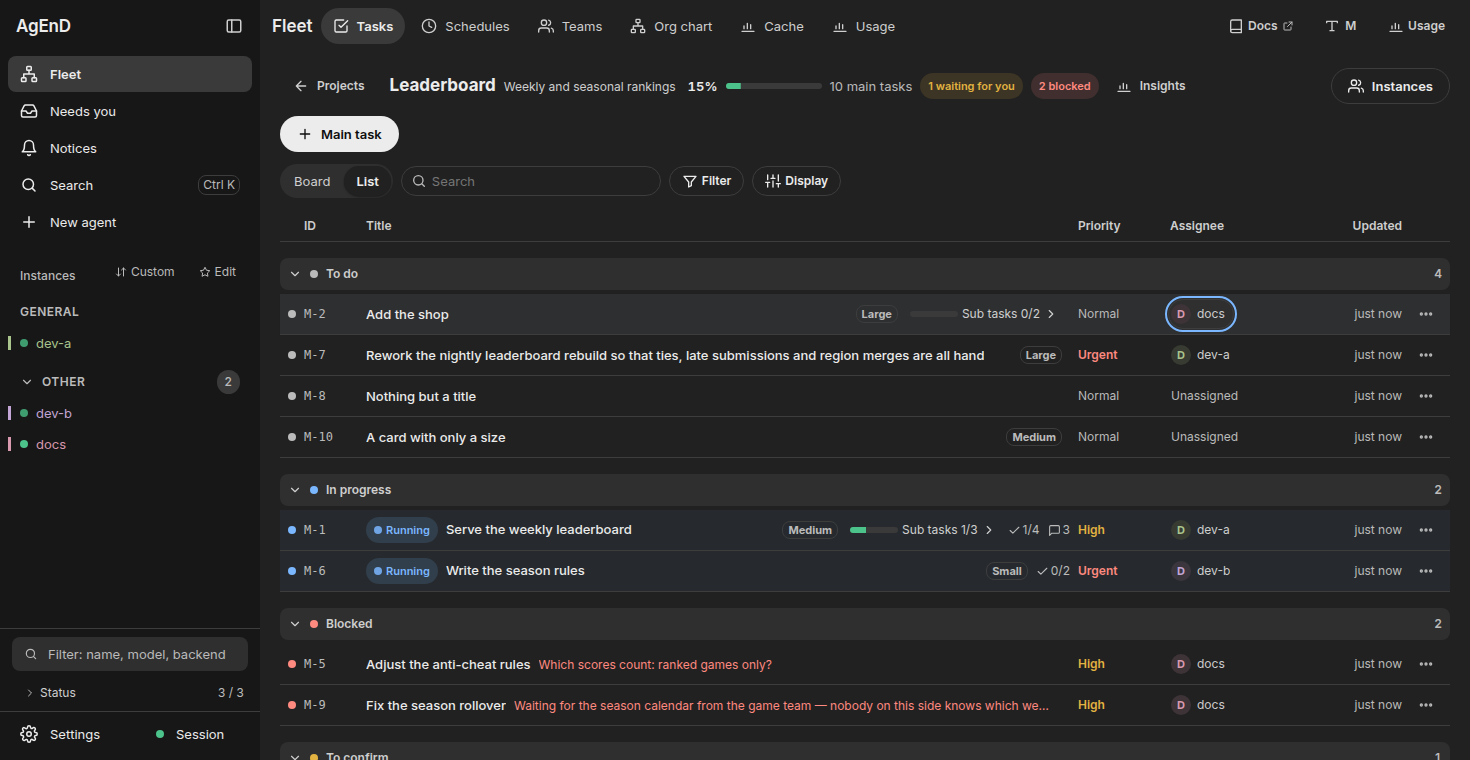 AgEnD
Fleet
Needs you
Notices
Search Ctrl K
New agent
Instances Custom Edit
GENERAL
dev-a
OTHER 2
dev-b
docs
Filter: name, model, backend
Status 3 / 3
Settings Session
Fleet Tasks Schedules Teams Org chart Cache Usage Docs M Usage
Projects Leaderboard Weekly and seasonal rankings 15% 10 main tasks 1 waiting for you 2 blocked Insights Instances
Main task
Board List Search Filter Display
ID Title Priority Assignee Updated
To do 4
M-2 Add the shop Large Sub tasks 0/2 Normal D docs just now
M-7 Rework the nightly leaderboard rebuild so that ties, late submissions and region merges are all hand Large Urgent D dev-a just now
M-8 Nothing but a title Normal Unassigned just now
M-10 A card with only a size Medium Normal Unassigned just now
In progress 2
M-1 Running Serve the weekly leaderboard Medium Sub tasks 1/3 1/4 3 High D dev-a just now
M-6 Running Write the season rules Small 0/2 Urgent D dev-b just now
Blocked 2
M-5 Adjust the anti-cheat rules Which scores count: ranked games only? High D docs just now
M-9 Fix the season rollover Waiting for the season calendar from the game team — nobody on this side knows which we... High D docs just now
To confirm 1